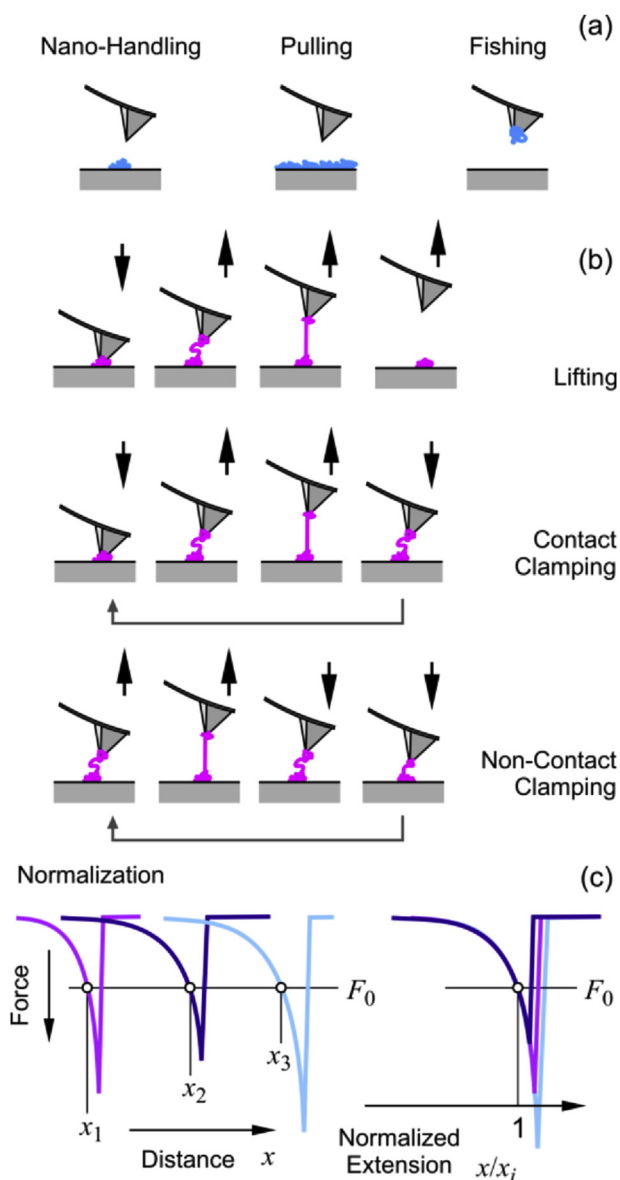 (a)
Nano-Handling Pulling Fishing
(b)
Lifting
Contact
Clamping
Non-Contact
Clamping
Normalization (c)
Force
F0 F0
x1 x2 x3
1
Distance x
Normalized
Extension x/xi